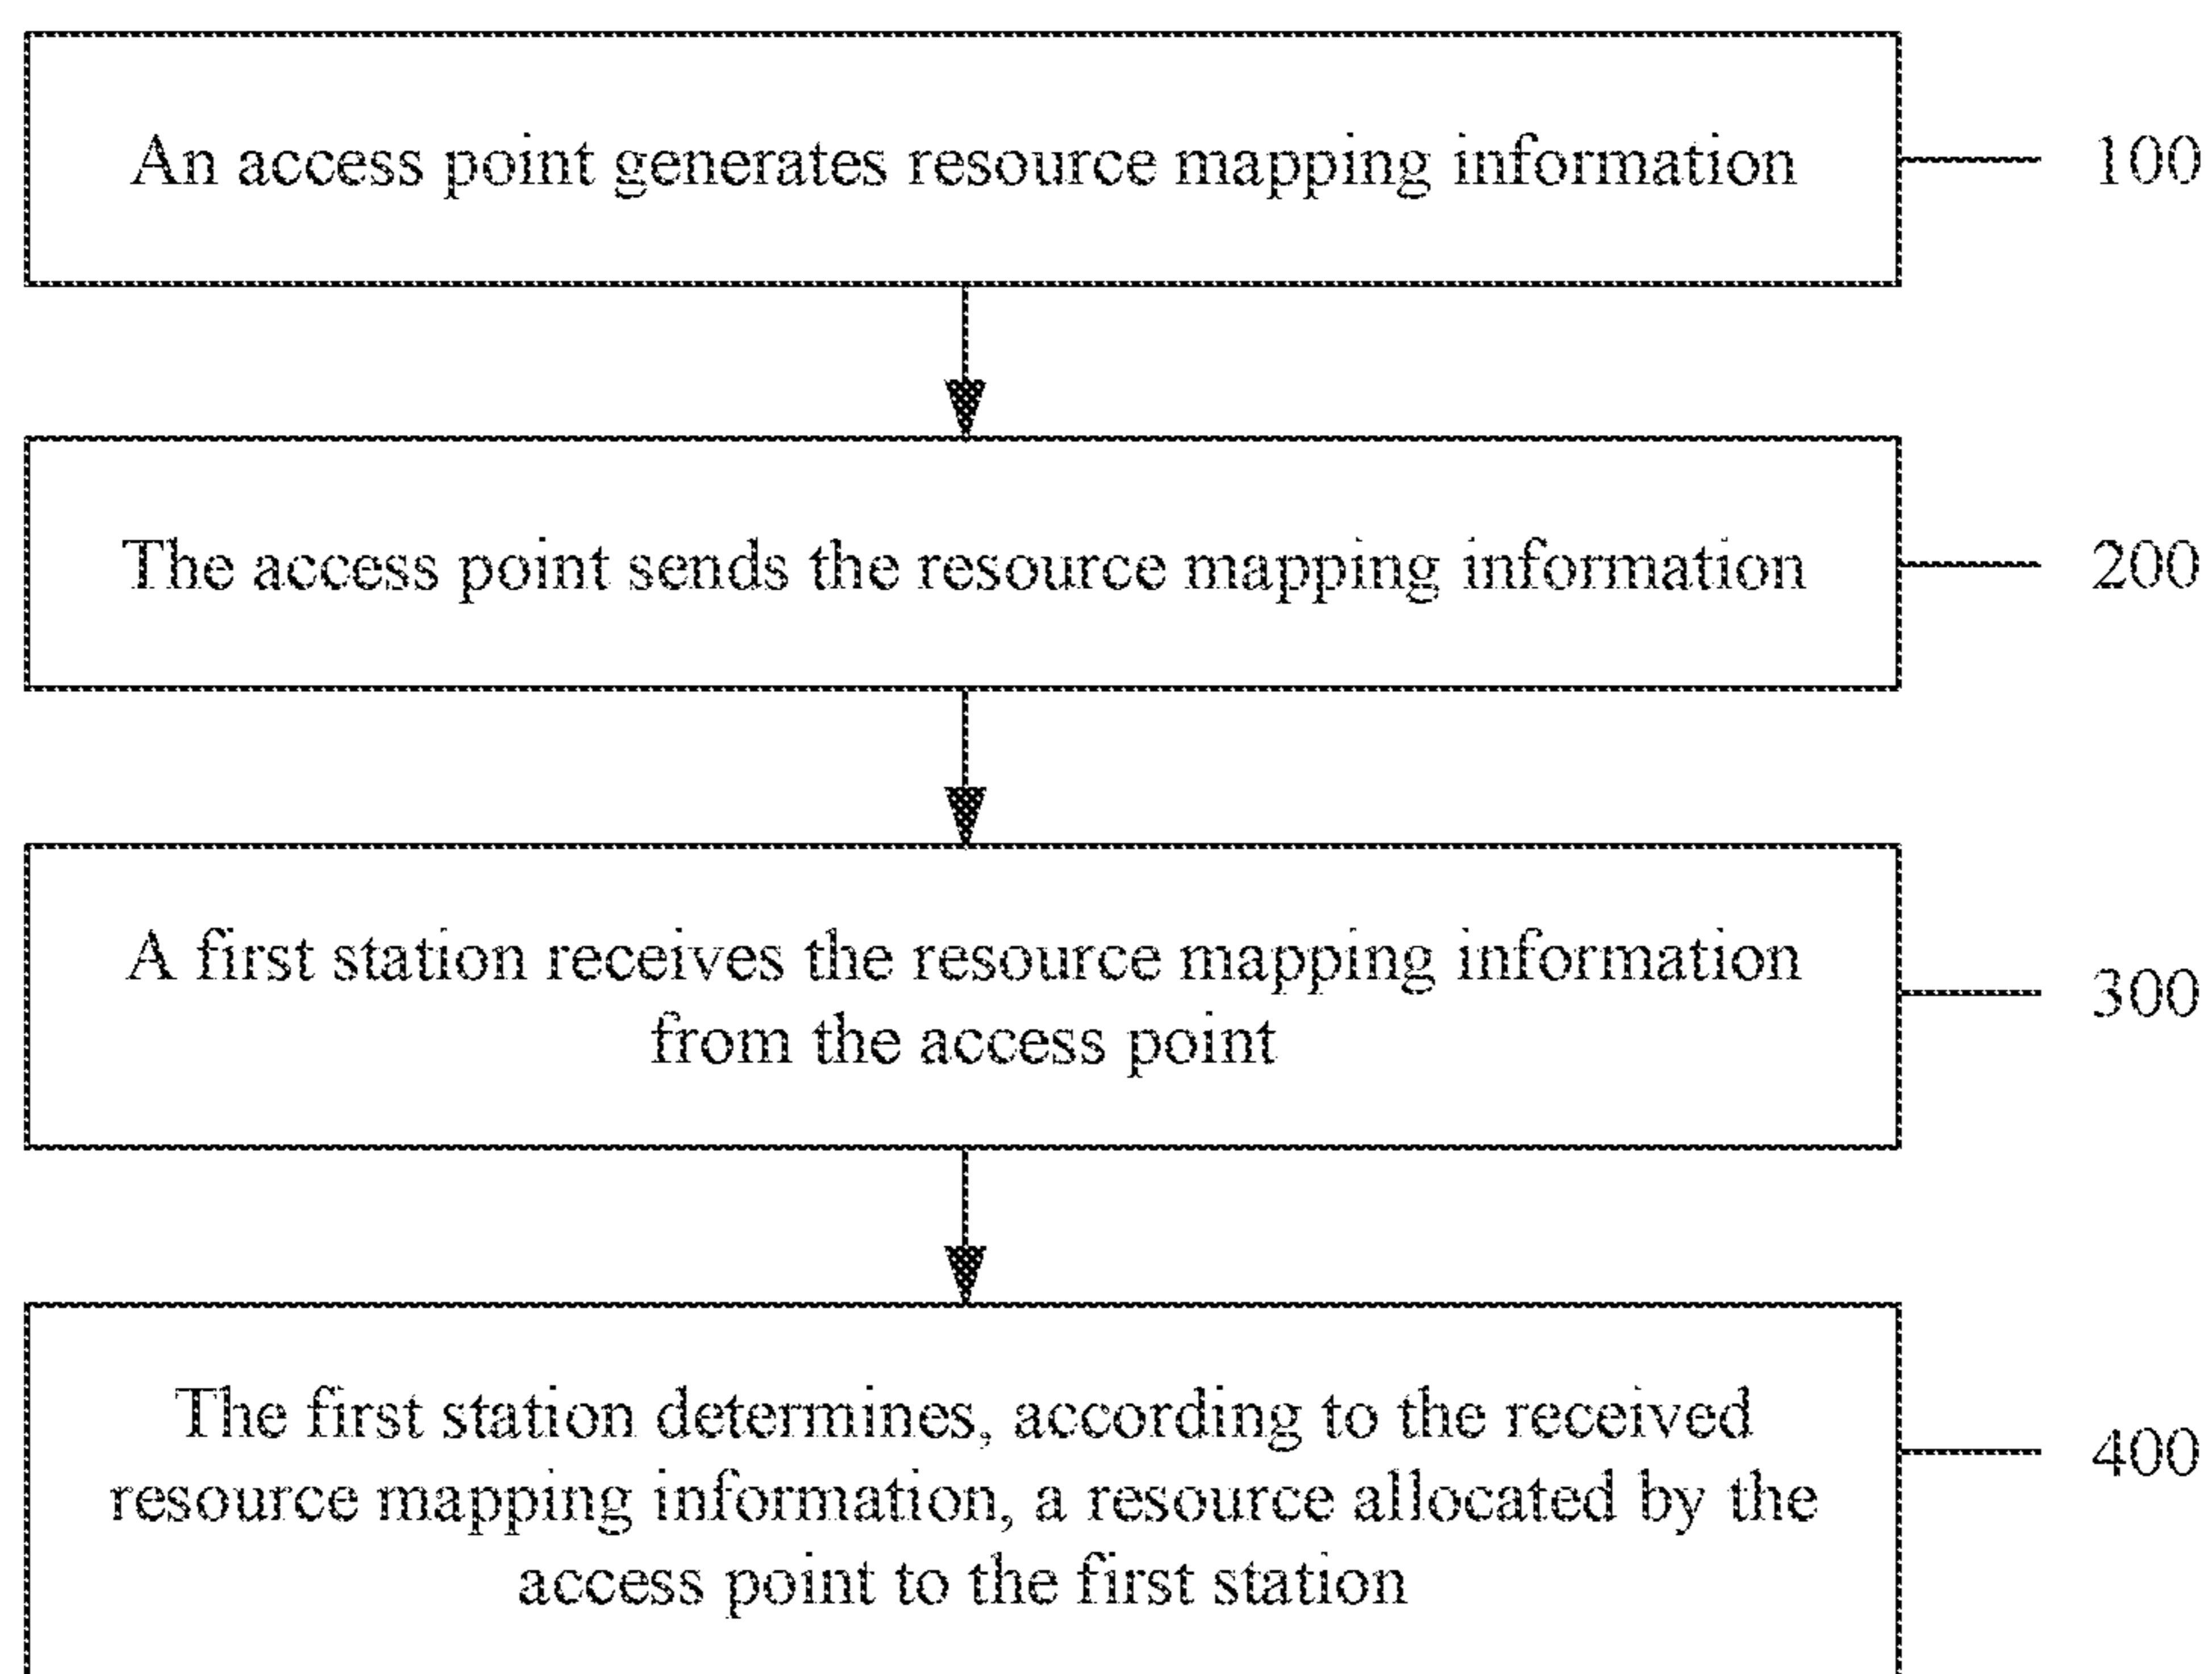 An access point generates resource mapping information
100
The access point sends the resource mapping information
200
A first station receives the resource mapping information
from the access point
300
The first station determines, according to the received
resource mapping information, a resource allocated by the
access point to the first station
400